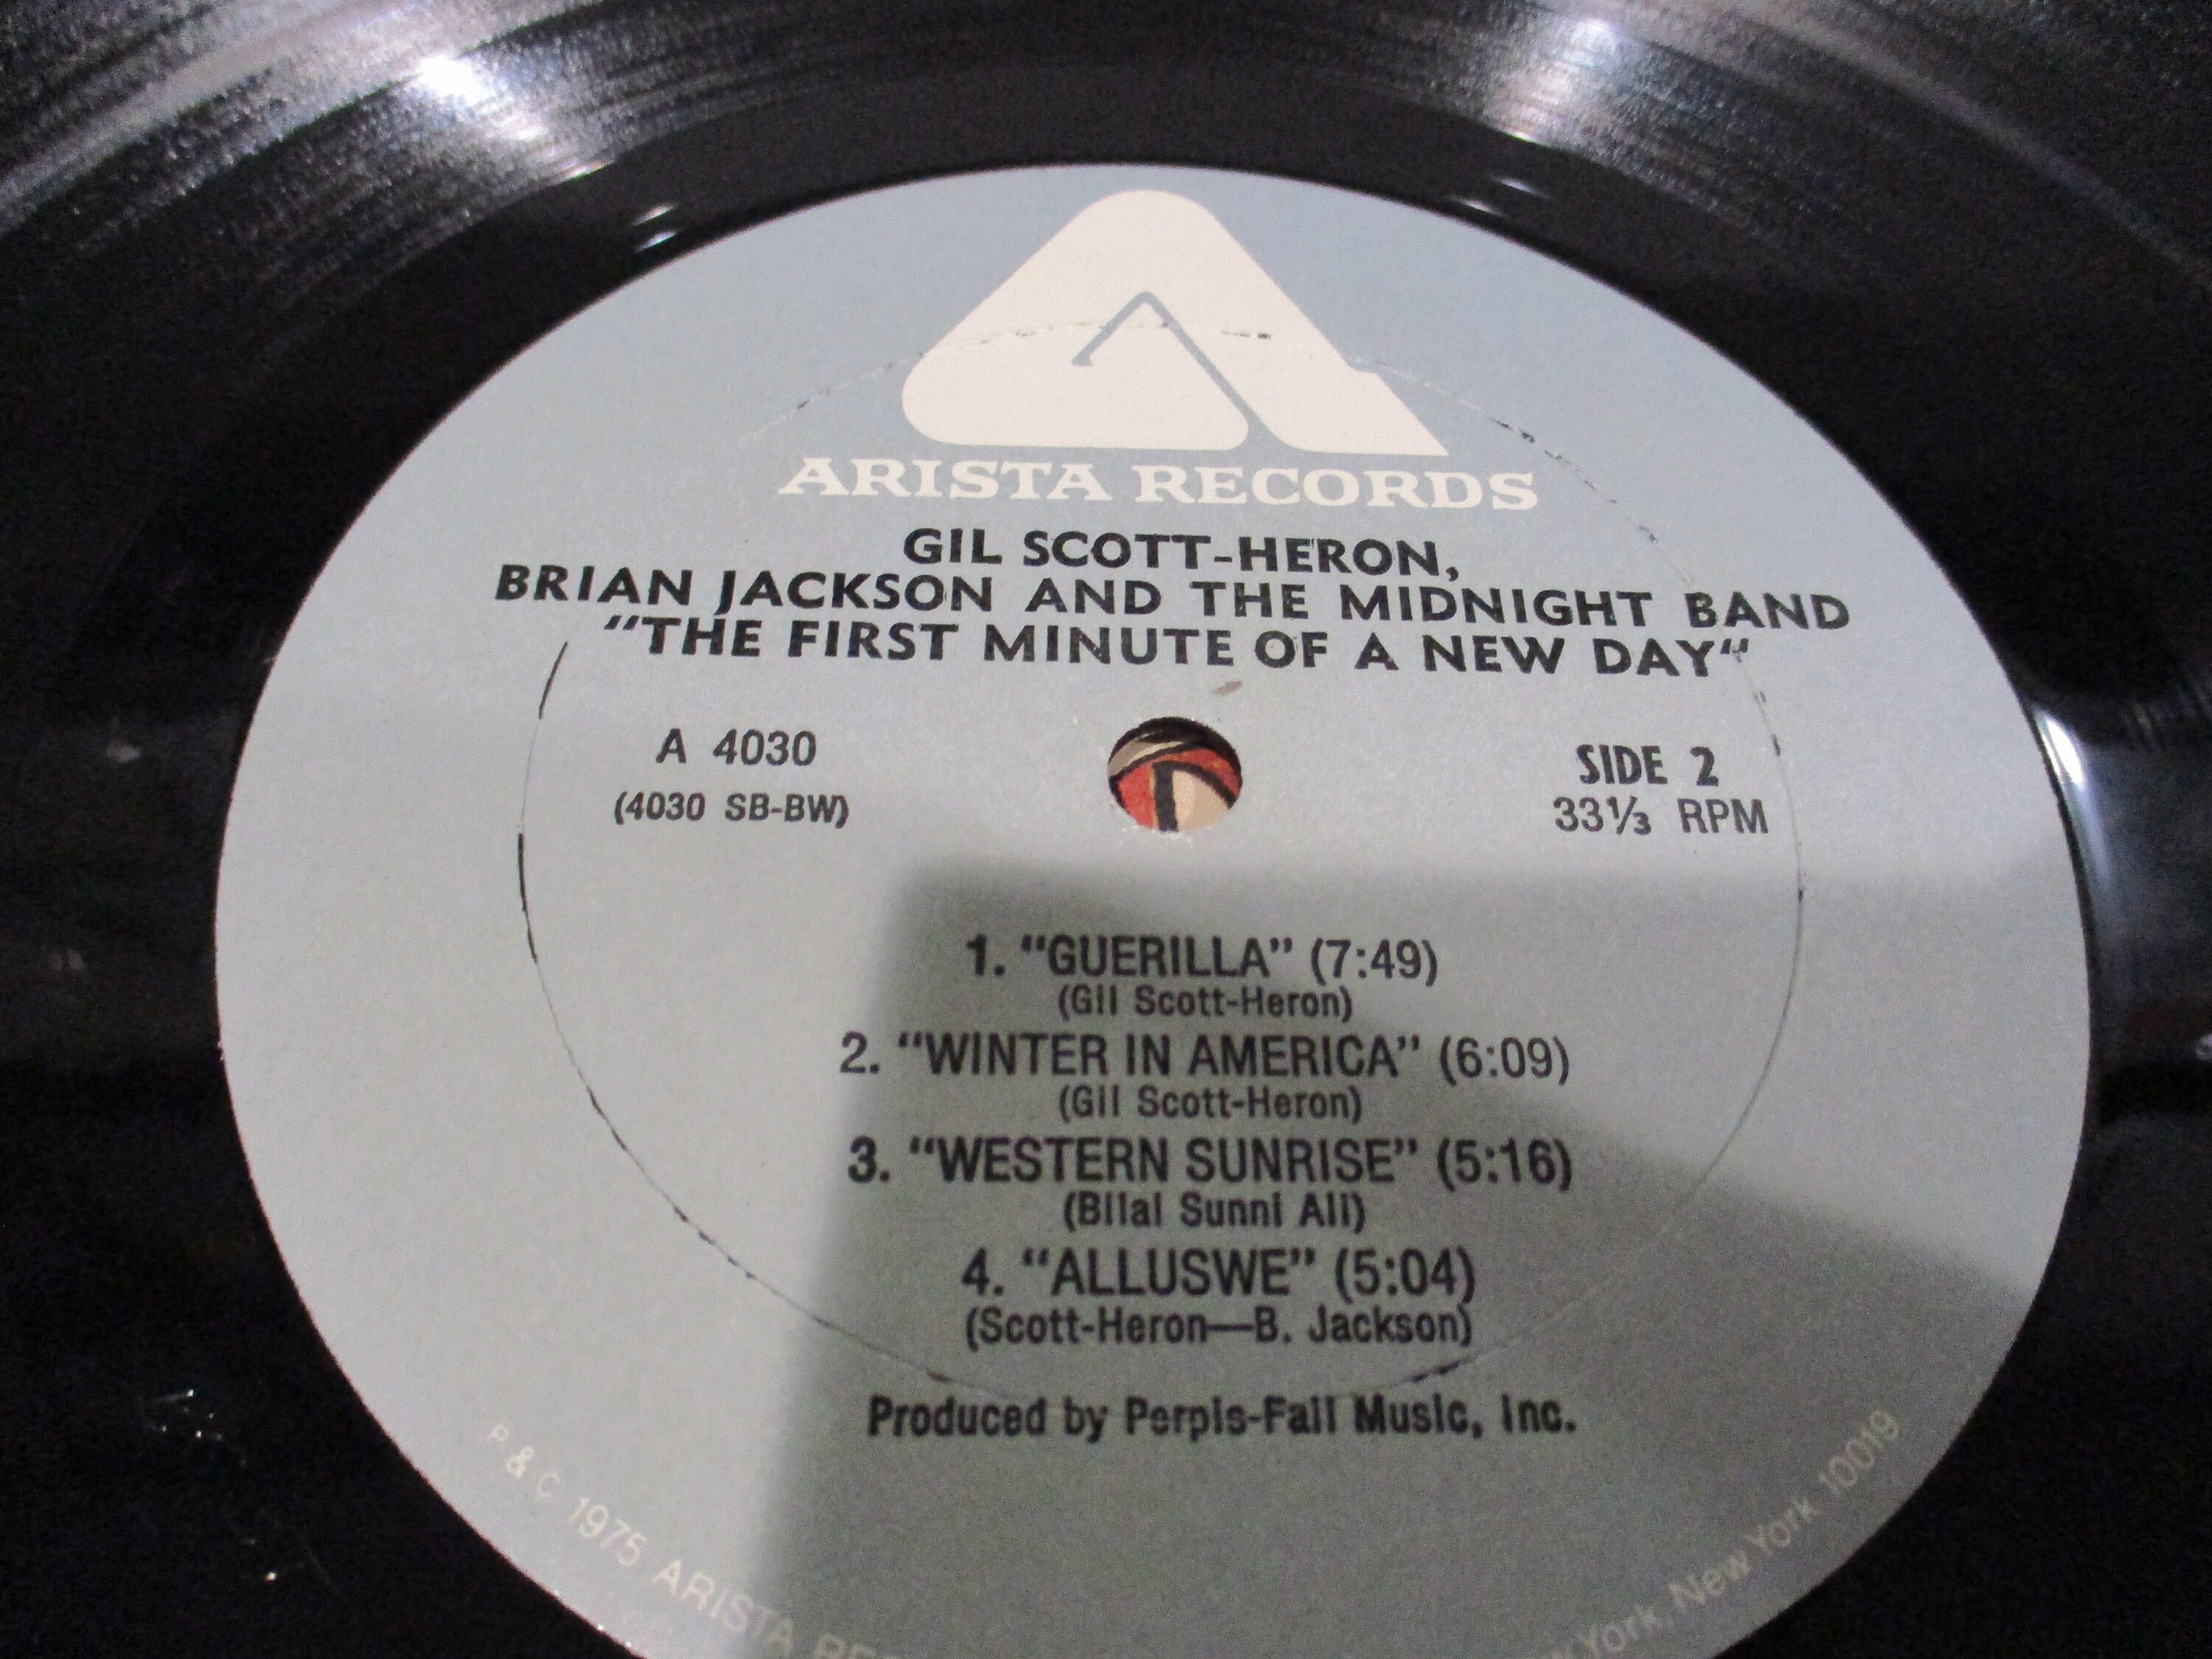 ARISTA RECORDS
GIL SCOTT-HERON,
BRIAN JACKSON AND THE MIDNIGHT BAND
“THE FIRST MINUTE OF A NEW DAY“
A 4030
(4030 SB-BW)
SIDE 2
33⅓ RPM
1. “GUERILLA” (7:49)
(Gil Scott-Heron)
2. “WINTER IN AMERICA” (6:09)
(Gil Scott-Heron)
3. “WESTERN SUNRISE” (5:16)
(Bilal Sunni Ali)
4. “ALLUSWE” (5:04)
(Scott-Heron—B. Jackson)
Produced by Perpis-Fall Music, Inc.
P & C 1975 ARISTA
York, New York 10019